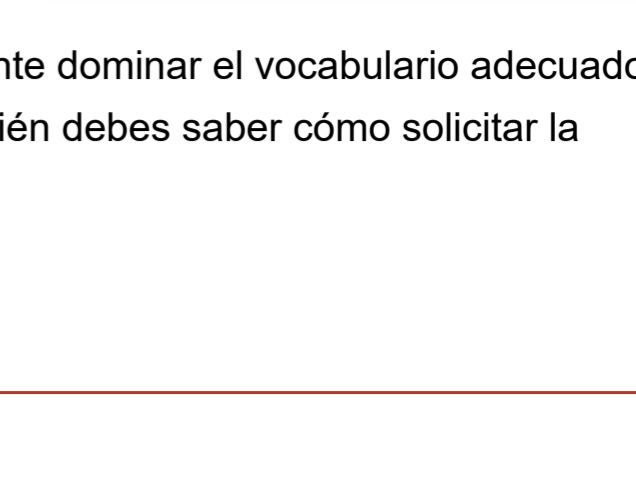 nte dominar el vocabulario adecuado
ién debes saber cómo solicitar la